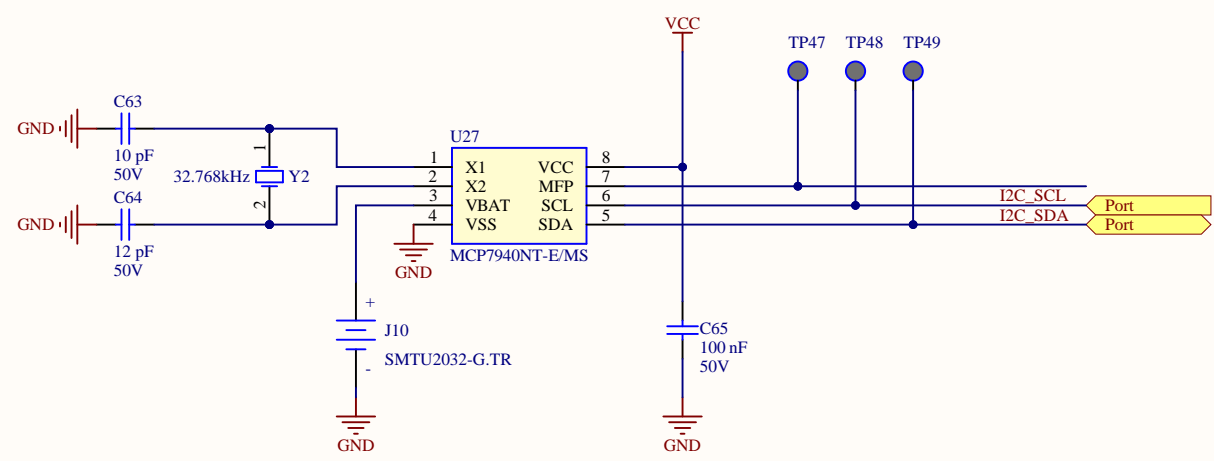 VCC
TP47 TP48 TP49
C63
GND
10 pF
50V
1
32.768kHz Y2
2
C64
GND
12 pF
50V
U27
1 X1 VCC 8
2 X2 MFP 7
3 VBAT SCL 6
4 VSS SDA 5
MCP7940NT-E/MS
GND
I2C_SCL Port
I2C_SDA Port
+
J10
SMTU2032-G.TR
-
GND
C65
100 nF
50V
GND